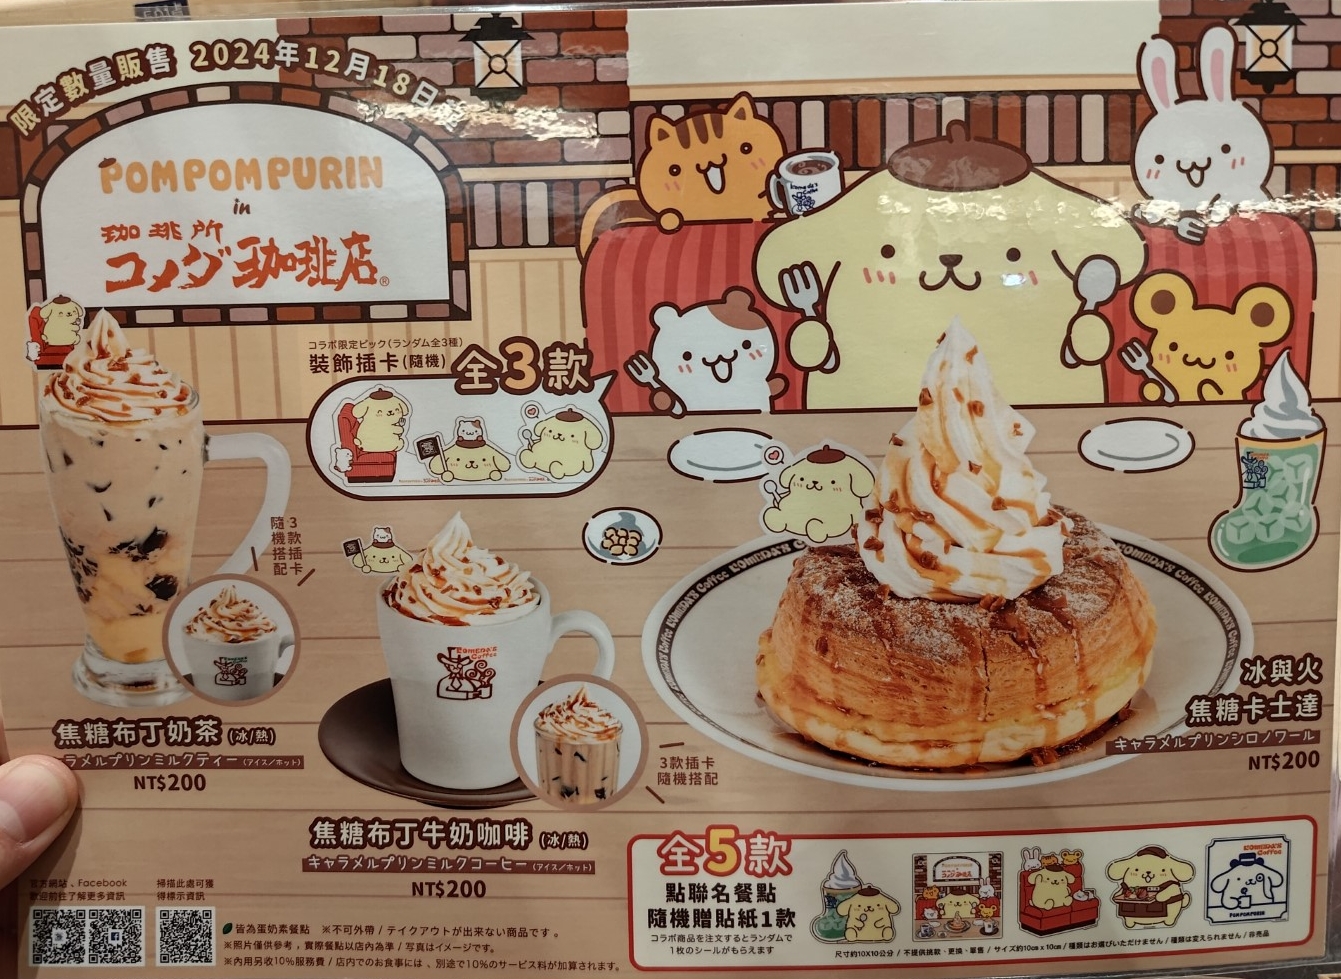 限定數量販售 2024年12月18日
POMPOMPURIN
in
珈琲所
コメダ珈琲店®
コラボ限定ピック(ランダム全3種)
裝飾插卡(隨機) 全3款
3款插卡
隨機搭配
焦糖布丁奶茶 (冰/熱)
ラメルプリンミルクティー (アイス/ホット)
NT$200
KOMEDA'S
Coffee
焦糖布丁牛奶咖啡 (冰/熱)
キャラメルプリンミルクコーヒー (アイス/ホット)
NT$200
3款插卡
隨機搭配
KOMEDA'S Coffee
冰與火
焦糖卡士達
キャラメルプリンシロノワール
NT$200
全5款
點聯名餐點
隨機贈貼紙1款
コラボ商品を注文するとランダムで
1枚のシールがもらえます
POMPOMPURIN
尺寸約10X10公分 / 不提供挑款、更換、單售 / サイズ約10cm x 10cm / 種類はお選びいただけません / 種類は変えられません / 非売品
官方網站、Facebook
歡迎前往了解更多資訊
掃描此處可獲
得標示資訊
皆為蛋奶素餐點 ※不可外帶 / テイクアウトが出来ない商品です。
※照片僅供參考,實際餐點以店內為準 / 写真はイメージです。
※內用另收10%服務費 / 店内でのお食事には、別途で10%のサービス料が加算されます。